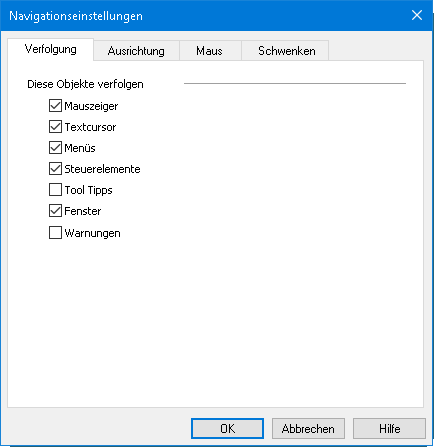 Navigationseinstellungen
Verfolgung Ausrichtung Maus Schwenken
Diese Objekte verfolgen
Mauszeiger
Textcursor
Menüs
Steuerelemente
Tool Tipps
Fenster
Warnungen
OK Abbrechen Hilfe